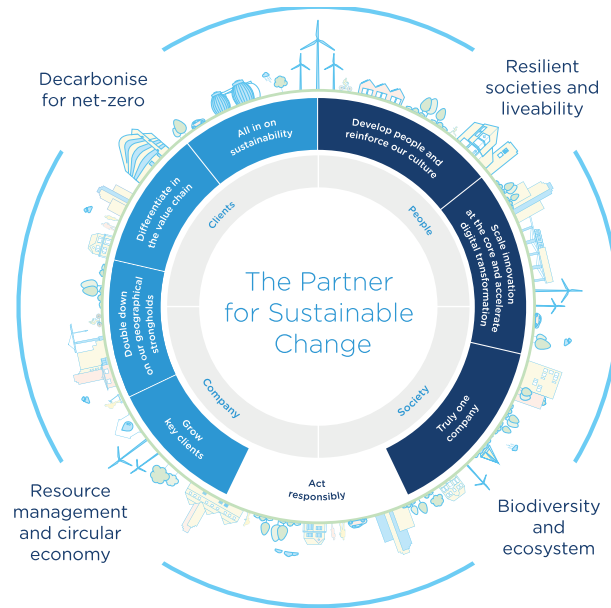 Decarbonise
for net-zero
Resilient
societies and
liveability
All in on
sustainability
Develop people and
reinforce our culture
Differentiate in
the value chain
Scale innovation
at the core and accelerate
digital transformation
Clients
People
The Partner
for Sustainable
Change
Double down
on our geographical
strongholds
Company
Society
Grow
key clients
Truly one
company
Act
responsibly
Resource
management
and circular
economy
Biodiversity
and
ecosystem